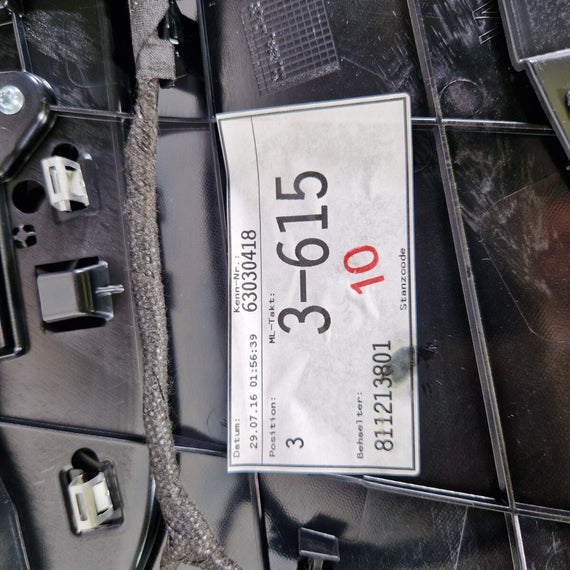 Datum: Kenn-Nr.:
29.07.16 01:56:39 63030418
Position: ML-Takt:
3 3-615
10
Behaelter: Stanzcode
811213801